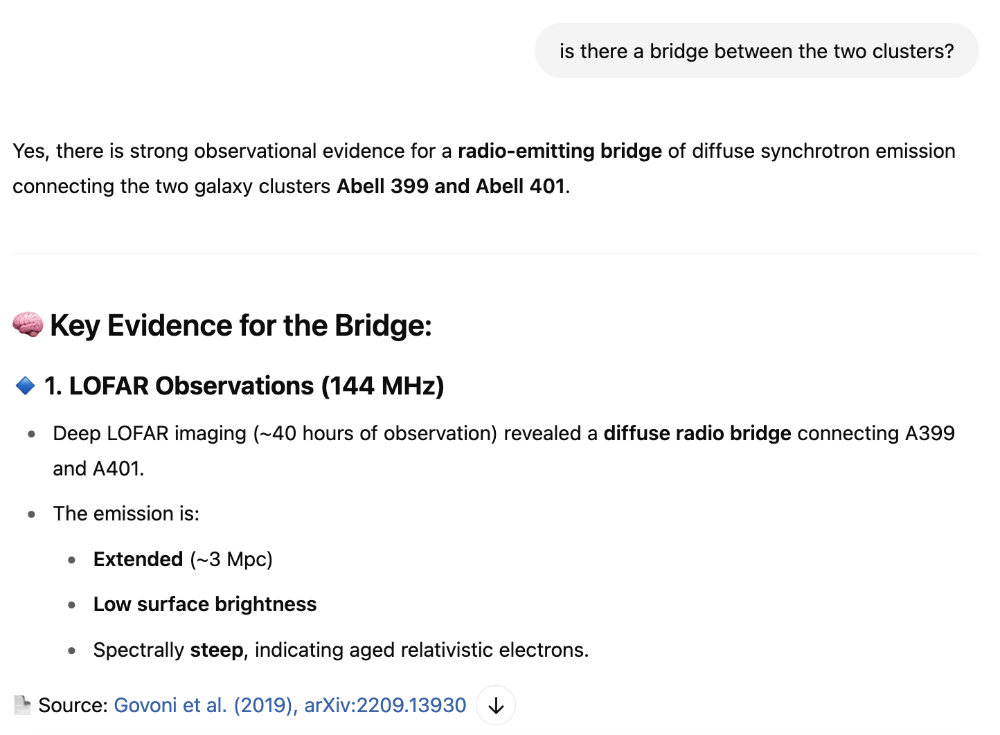 is there a bridge between the two clusters?
Yes, there is strong observational evidence for a radio-emitting bridge of diffuse synchrotron emission
connecting the two galaxy clusters Abell 399 and Abell 401.
🧠 Key Evidence for the Bridge:
🔹 1. LOFAR Observations (144 MHz)
• Deep LOFAR imaging (~40 hours of observation) revealed a diffuse radio bridge connecting A399
and A401.
• The emission is:
• Extended (~3 Mpc)
• Low surface brightness
• Spectrally steep, indicating aged relativistic electrons.
📄 Source: Govoni et al. (2019), arXiv:2209.13930